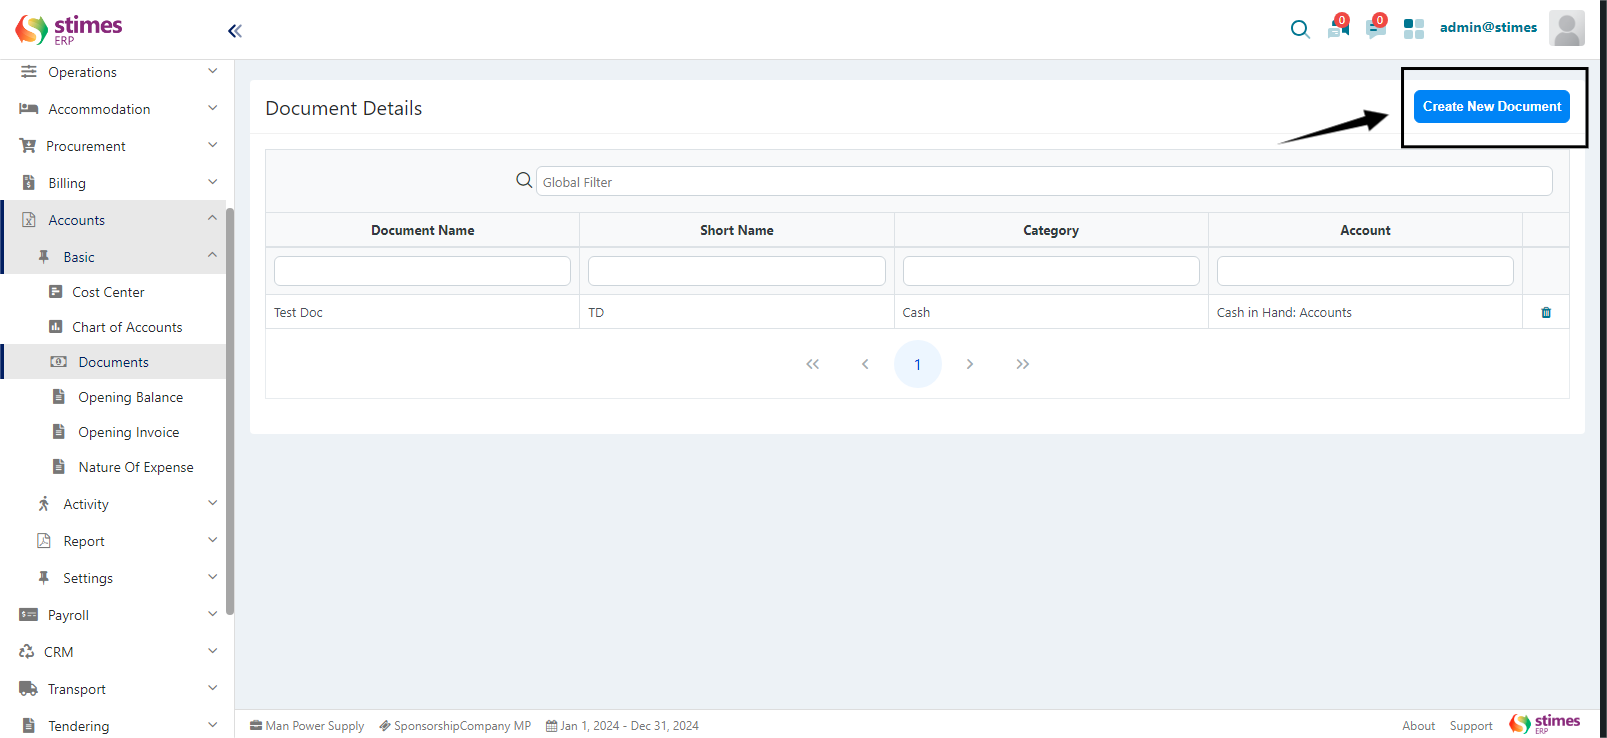 stimes
ERP
0
0
admin@stimes
Operations
Accommodation
Procurement
Billing
Accounts
Basic
Cost Center
Chart of Accounts
Documents
Opening Balance
Opening Invoice
Nature Of Expense
Activity
Report
Settings
Payroll
CRM
Transport
Tendering
Document Details
Create New Document
Global Filter
Document Name Short Name Category Account
Test Doc TD Cash Cash in Hand: Accounts
1
Man Power Supply SponsorshipCompany MP Jan 1, 2024 - Dec 31, 2024
About Support stimes
ERP